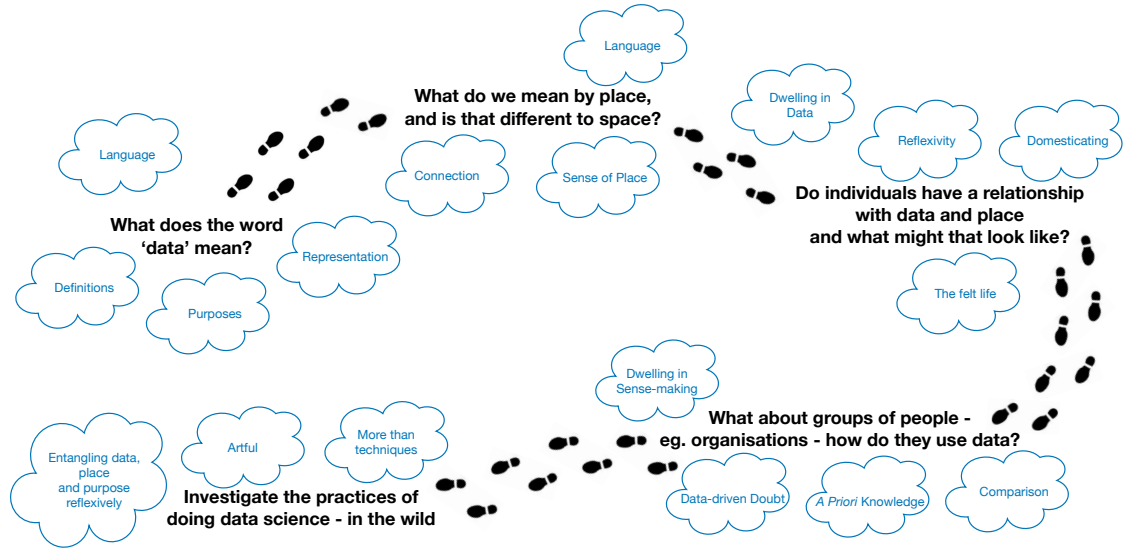 Language
What does the word
‘data’ mean?
Definitions
Purposes
Representation
What do we mean by place,
and is that different to space?
Language
Connection
Sense of Place
Dwelling in
Data
Reflexivity
Domesticating
Do individuals have a relationship
with data and place
and what might that look like?
The felt life
Dwelling in
Sense-making
What about groups of people -
eg. organisations - how do they use data?
Data-driven Doubt
A Priori Knowledge
Comparison
More than
techniques
Artful
Entangling data,
place
and purpose
reflexively
Investigate the practices of
doing data science - in the wild